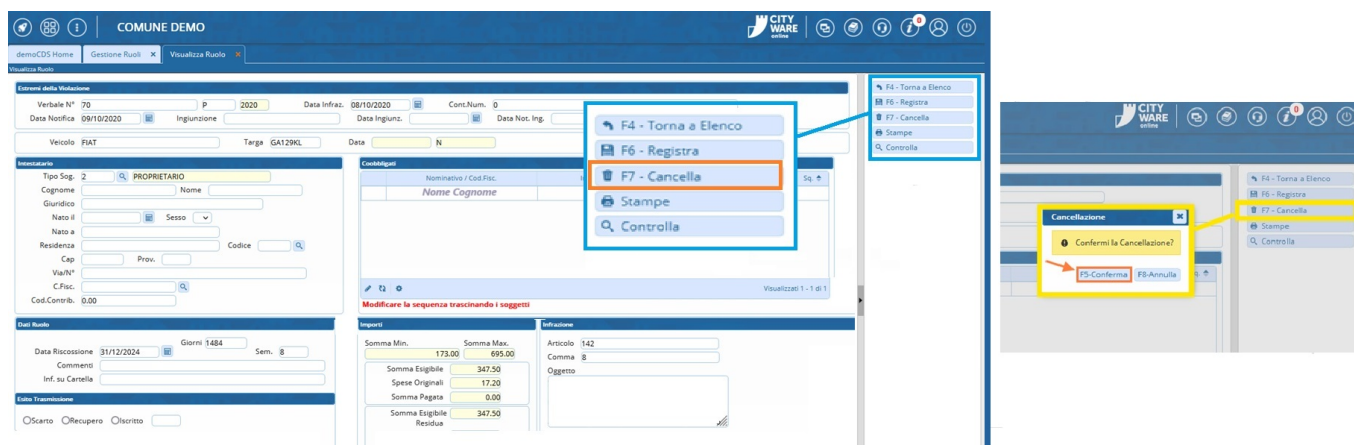 COMUNE DEMO
CITY WARE online
0
demoCDS Home
Gestione Ruoli x
Visualizza Ruolo x
Visualizza Ruolo
Estremi della Violazione
Verbale N° 70 P 2020 Data Infraz. 08/10/2020 Cont.Num. 0
Data Notifica 09/10/2020 Ingiunzione Data Ingiunz. Data Not. Ing.
Veicolo FIAT Targa GA129KL Data N
Intestatario
Tipo Sog. 2 PROPRIETARIO
Cognome Nome
Giuridico
Nato il Sesso
Nato a
Residenza Codice
Cap Prov.
Via/N°
C.Fisc.
Cod.Contrib. 0.00
Coobbligati
Nominativo / Cod.Fisc. Sq.
Nome Cognome
Visualizzati 1 - 1 di 1
Modificare la sequenza trascinando i soggetti
F4 - Torna a Elenco
F6 - Registra
F7 - Cancella
Stampe
Controlla
F4 - Torna a Elenco
F6 - Registra
F7 - Cancella
Stampe
Controlla
Dati Ruolo
Giorni 1484
Data Riscossione 31/12/2024 Sem. 8
Commenti
Inf. su Cartella
Esito Trasmissione
Scarto Recupero Iscritto
Importi
Somma Min. Somma Max.
173.00 695.00
Somma Esigibile 347.50
Spese Originali 17.20
Somma Pagata 0.00
Somma Esigibile Residua 347.50
Infrazione
Articolo 142
Comma 8
Oggetto
CITY WARE online
0
F4 - Torna a Elenco
F6 - Registra
F7 - Cancella
Stampe
Controlla
Cancellazione x
Confermi la Cancellazione?
F5-Conferma F8-Annulla